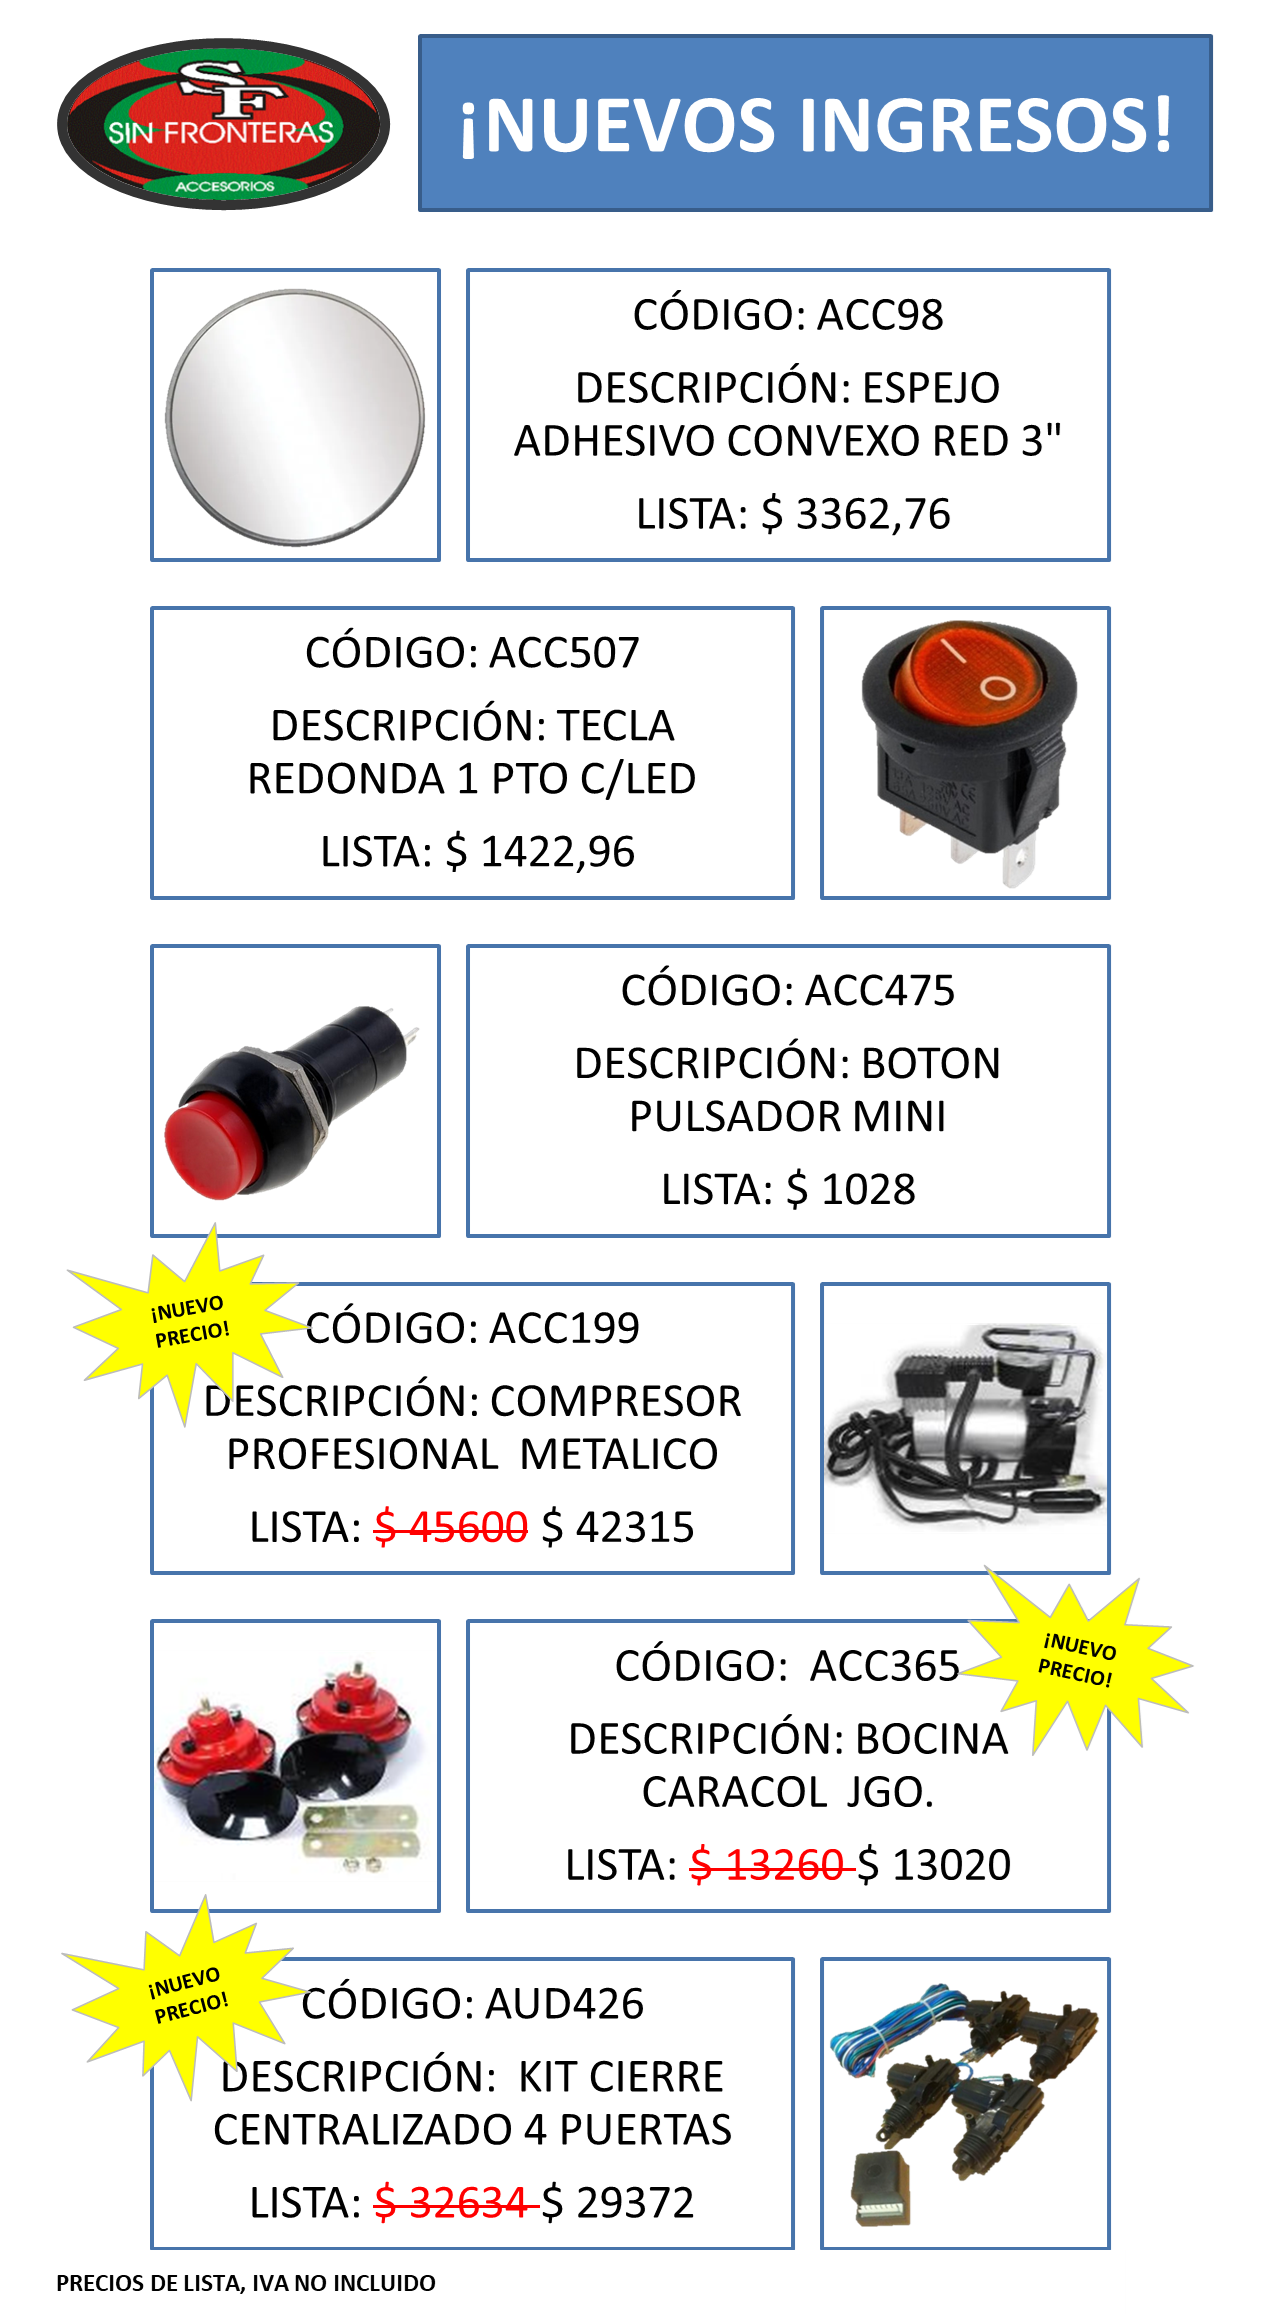 SF
SIN FRONTERAS
ACCESORIOS
¡NUEVOS INGRESOS!
CÓDIGO: ACC98
DESCRIPCIÓN: ESPEJO
ADHESIVO CONVEXO RED 3"
LISTA: $ 3362,76
CÓDIGO: ACC507
DESCRIPCIÓN: TECLA
REDONDA 1 PTO C/LED
LISTA: $ 1422,96
CÓDIGO: ACC475
DESCRIPCIÓN: BOTON
PULSADOR MINI
LISTA: $ 1028
¡NUEVO
PRECIO!
CÓDIGO: ACC199
DESCRIPCIÓN: COMPRESOR
PROFESIONAL  METALICO
LISTA: $ 45600 $ 42315
¡NUEVO
PRECIO!
CÓDIGO:  ACC365
DESCRIPCIÓN: BOCINA
CARACOL  JGO.
LISTA: $ 13260 $ 13020
¡NUEVO
PRECIO!
CÓDIGO: AUD426
DESCRIPCIÓN:  KIT CIERRE
CENTRALIZADO 4 PUERTAS
LISTA: $ 32634 $ 29372
PRECIOS DE LISTA, IVA NO INCLUIDO